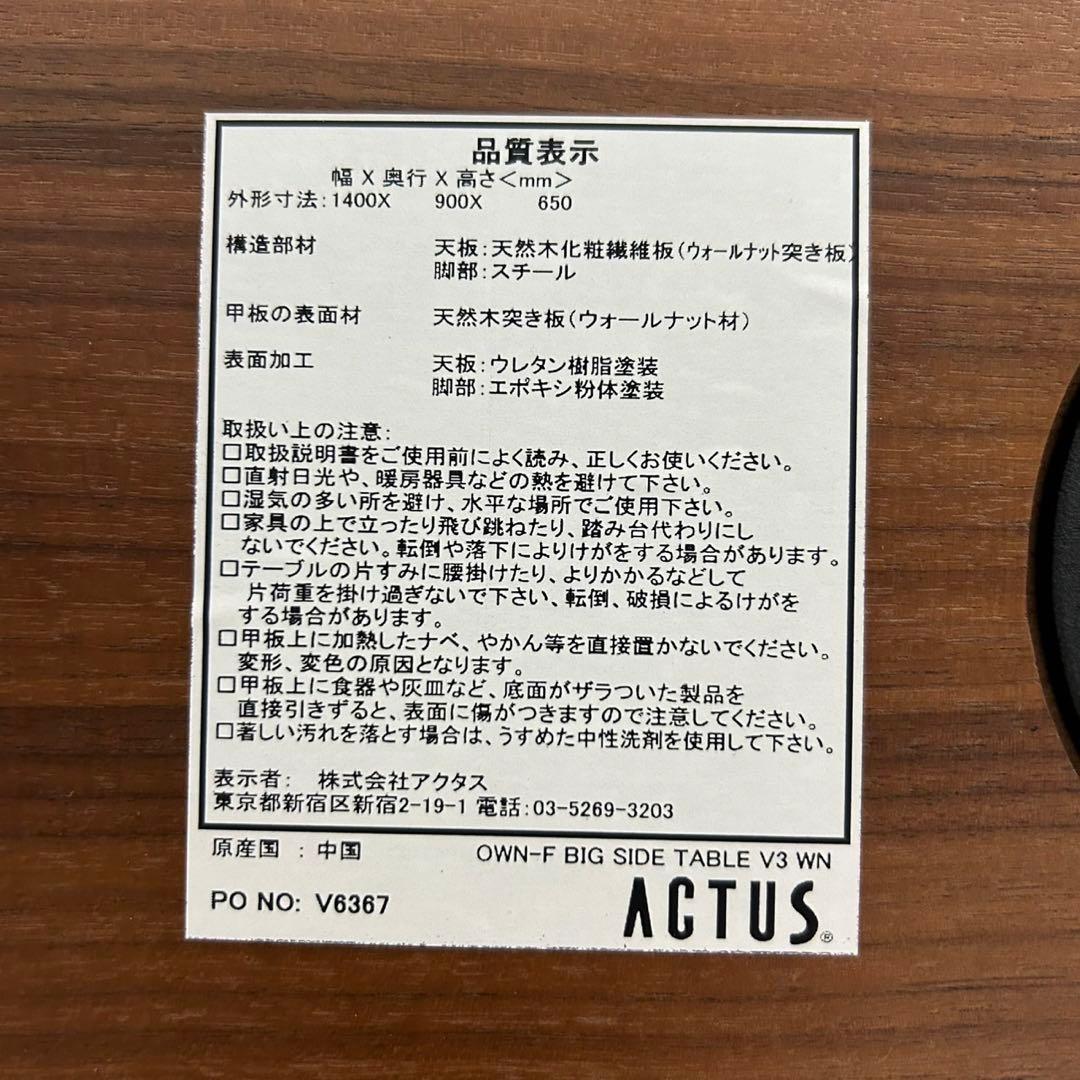 品質表示
幅 X 奥行 X 高さ<mm>
外形寸法:1400X 900X 650
構造部材 天板:天然木化粧繊維板(ウォールナット突き板)
脚部:スチール
甲板の表面材 天然木突き板(ウォールナット材)
表面加工 天板:ウレタン樹脂塗装
脚部:エポキシ粉体塗装
取扱い上の注意:
□取扱説明書をご使用前によく読み、正しくお使いください。
□直射日光や、暖房器具などの熱を避けて下さい。
□湿気の多い所を避け、水平な場所でご使用下さい。
□家具の上で立ったり飛び跳ねたり、踏み台代わりにし
ないでください。転倒や落下によりけがをする場合があります。
□テーブルの片すみに腰掛けたり、よりかかるなどして
片荷重を掛け過ぎないで下さい、転倒、破損によるけがを
する場合があります。
□甲板上に加熱したナベ、やかん等を直接置かないでください。
変形、変色の原因となります。
□甲板上に食器や灰皿など、底面がザラついた製品を
直接引きずると、表面に傷がつきますので注意してください。
□著しい汚れを落とす場合は、うすめた中性洗剤を使用して下さい。
表示者: 株式会社アクタス
東京都新宿区新宿2-19-1 電話:03-5269-3203
原産国 : 中国 OWN-F BIG SIDE TABLE V3 WN
PO NO: V6367 ACTUS®